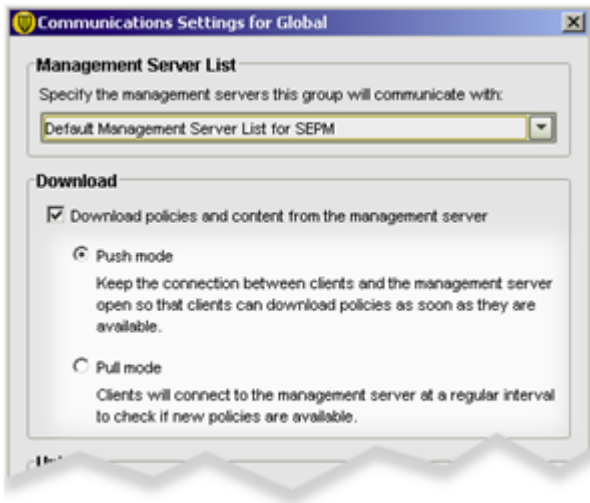 Communications Settings for Global
Management Server List
Specify the management servers this group will communicate with:
Default Management Server List for SEPM
Download
Download policies and content from the management server
Push mode
Keep the connection between clients and the management server
open so that clients can download policies as soon as they are
available.
Pull mode
Clients will connect to the management server at a regular interval
to check if new policies are available.